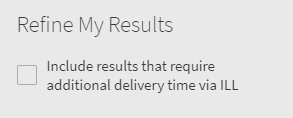 Refine My Results
Include results that require
additional delivery time via ILL